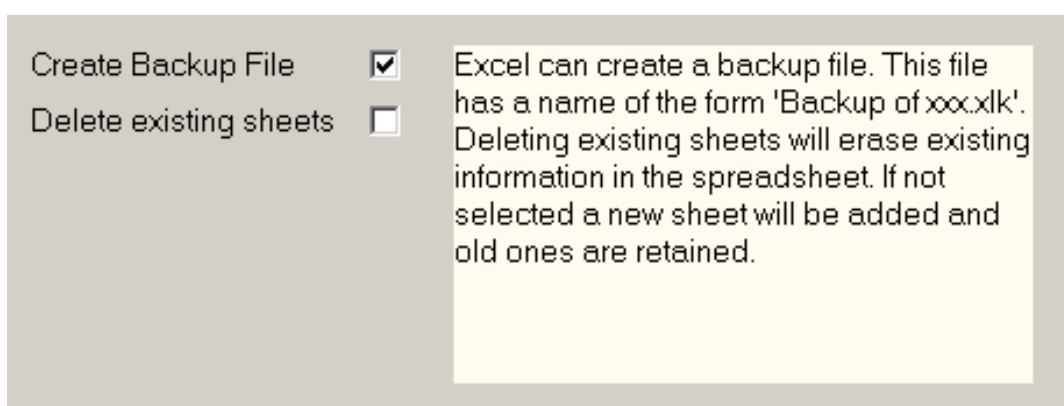 Create Backup File
Delete existing sheets
Excel can create a backup file. This file
has a name of the form 'Backup of xxx.xlk'.
Deleting existing sheets will erase existing
information in the spreadsheet. If not
selected a new sheet will be added and
old ones are retained.